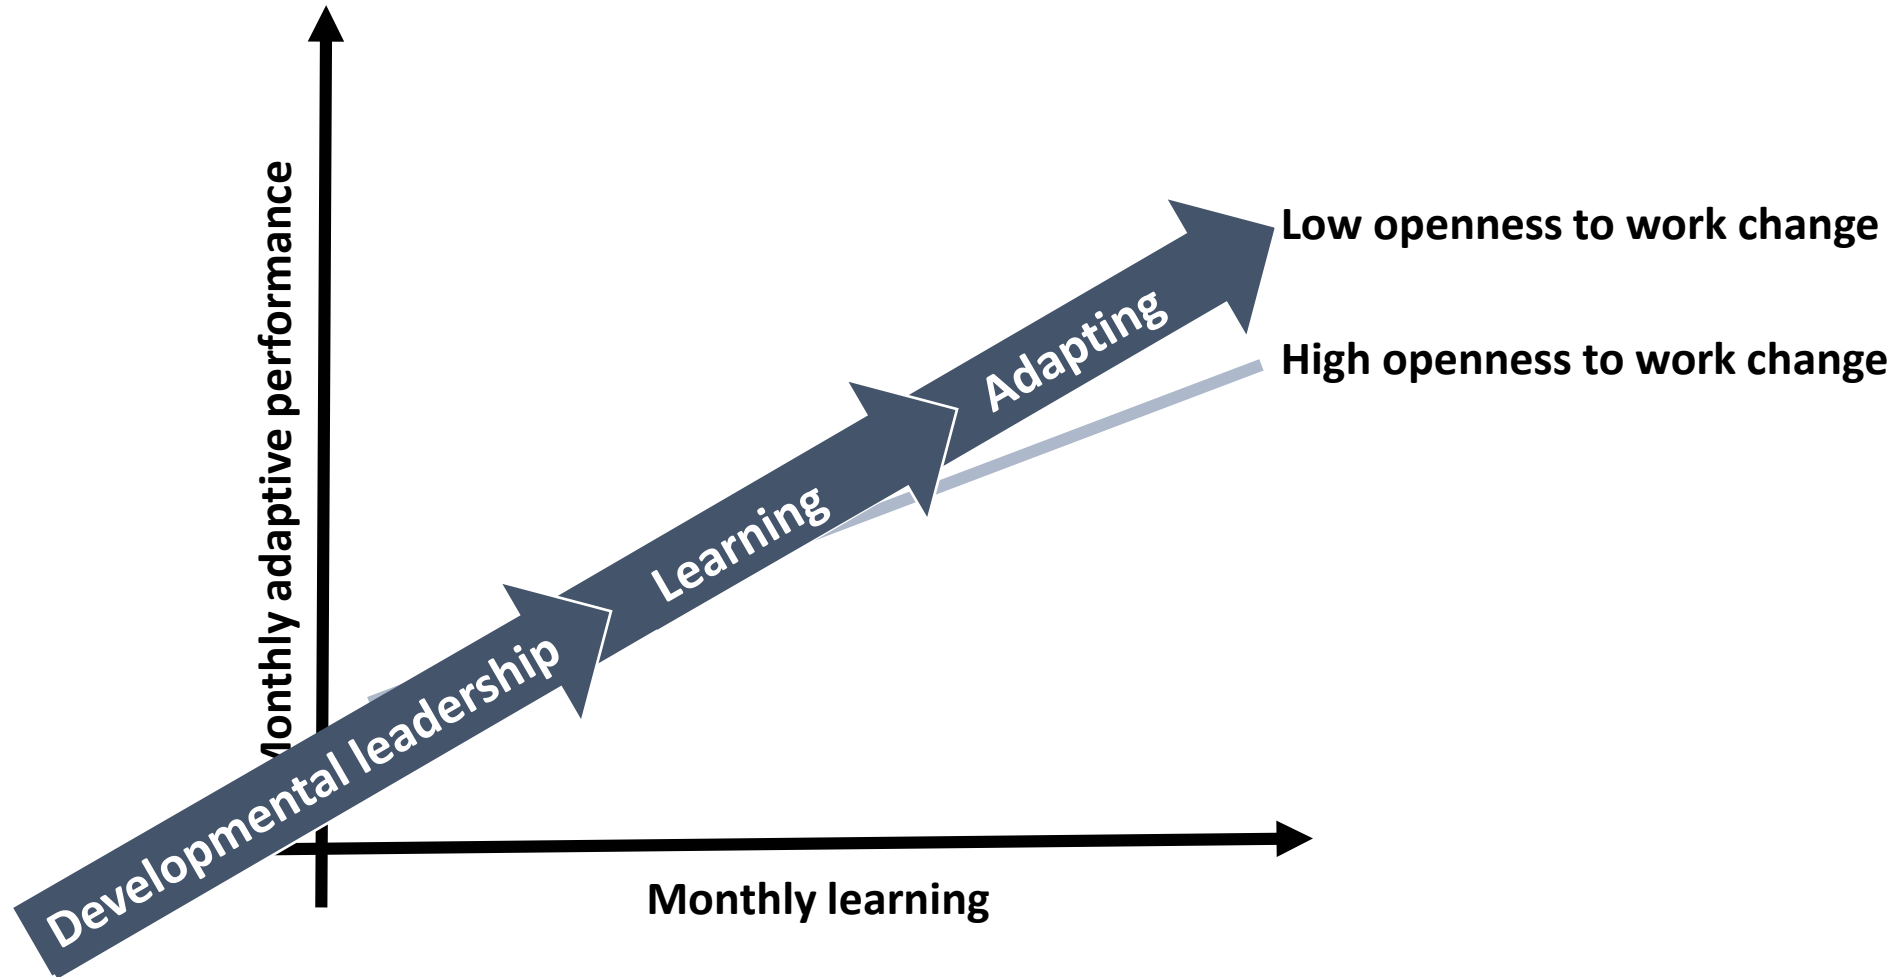 Monthly adaptive performance
Low openness to work change
High openness to work change
Adapting
Learning
Developmental leadership
Monthly learning